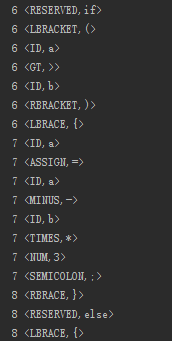 6 <RESERVED,if>
6 <LBRACKET,(>
6 <ID,a>
6 <GT,>>
6 <ID,b>
6 <RBRACKET,)>
6 <LBRACE,{>
7 <ID,a>
7 <ASSIGN,=>
7 <ID,a>
7 <MINUS,->
7 <ID,b>
7 <TIMES,*>
7 <NUM,3>
7 <SEMICOLON,;>
8 <RBRACE,}>
8 <RESERVED,else>
8 <LBRACE,{>